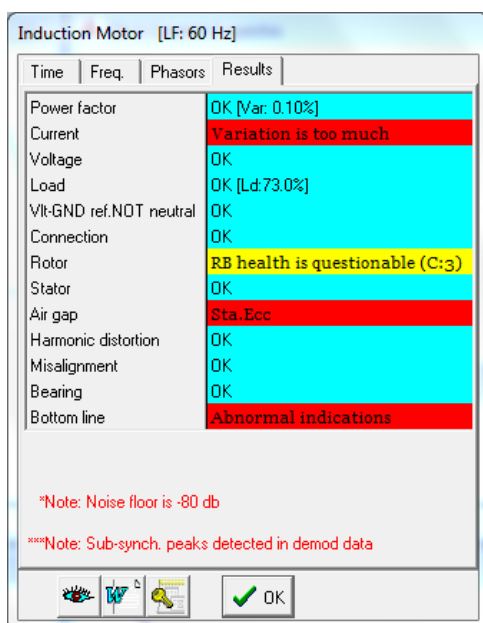 Induction Motor [LF: 60 Hz]
Time Freq. Phasors Results
Power factor OK [Var: 0.10%]
Current Variation is too much
Voltage OK
Load OK [Ld:73.0%]
Vlt-GND ref.NOT neutral OK
Connection OK
Rotor RB health is questionable (C:3)
Stator OK
Air gap Sta.Ecc
Harmonic distortion OK
Misalignment OK
Bearing OK
Bottom line Abnormal indications
*Note: Noise floor is -80 db
***Note: Sub-synch. peaks detected in demod data
W OK